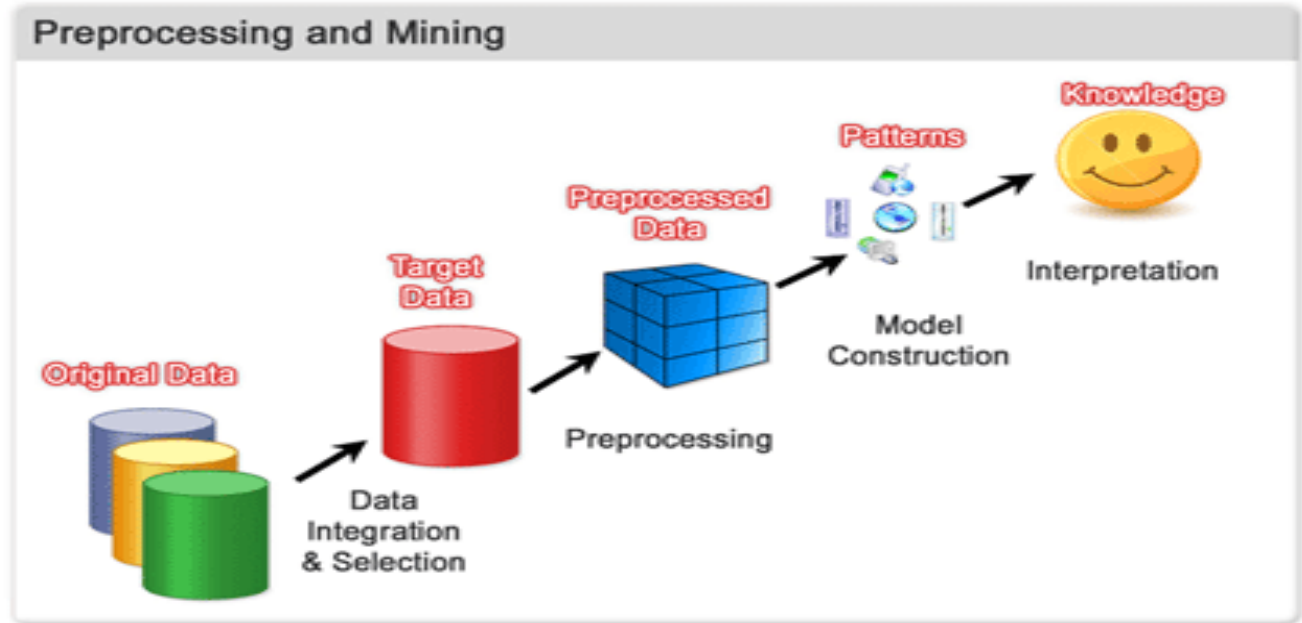 Preprocessing and Mining
Original Data
Data
Integration
& Selection
Target
Data
Preprocessing
Preprocessed
Data
Model
Construction
Patterns
Interpretation
Knowledge